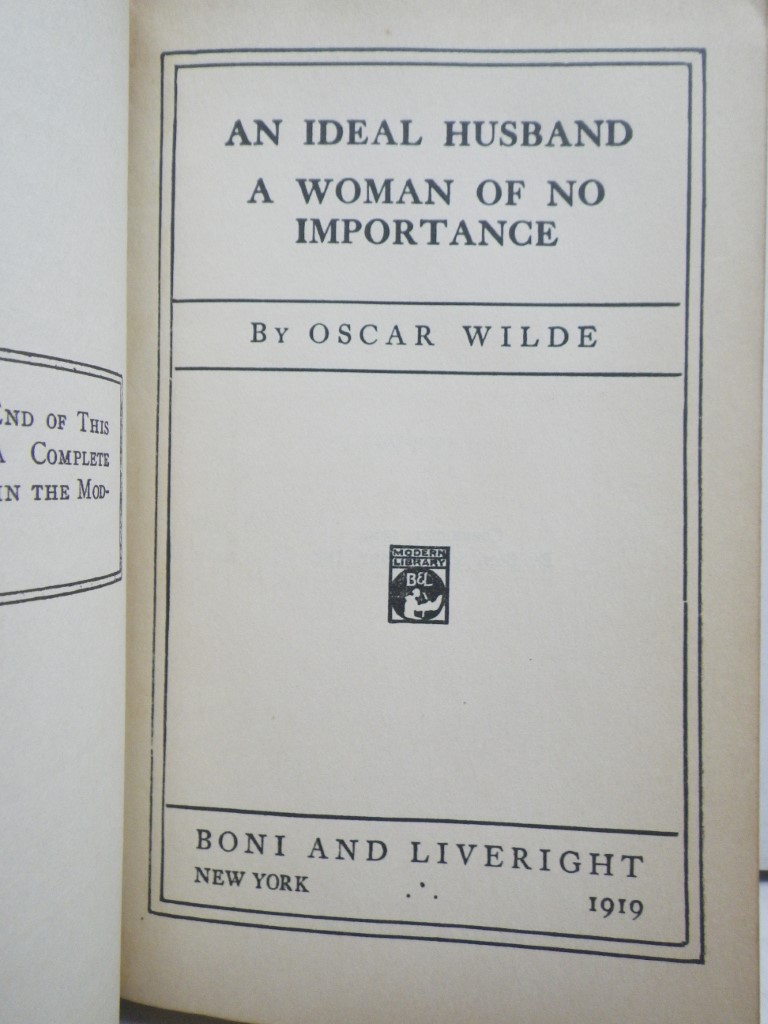 END OF THIS
A COMPLETE
IN THE MOD-
AN IDEAL HUSBAND
A WOMAN OF NO
IMPORTANCE
BY OSCAR WILDE
MODERN
LIBRARY
B&L
BONI AND LIVERIGHT
NEW YORK
1919